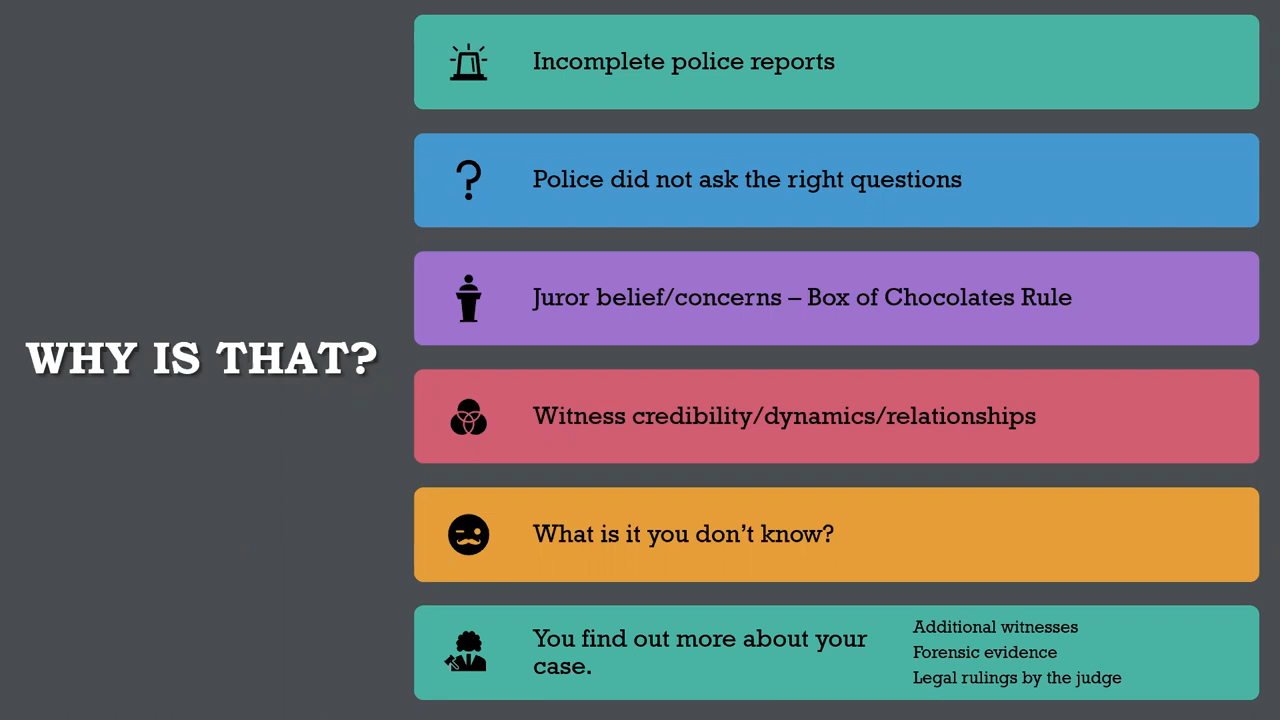 WHY IS THAT?
Incomplete police reports
Police did not ask the right questions
Juror belief/concerns – Box of Chocolates Rule
Witness credibility/dynamics/relationships
What is it you don’t know?
You find out more about your
case.
Additional witnesses
Forensic evidence
Legal rulings by the judge